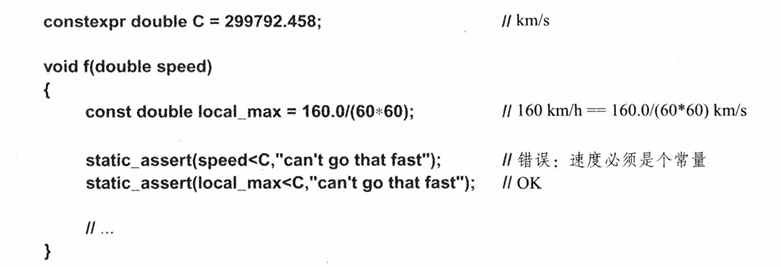 constexpr double C = 299792.458; // km/s
void f(double speed)
{
const double local_max = 160.0/(60*60); // 160 km/h == 160.0/(60*60) km/s
static_assert(speed<C,"can't go that fast"); // 错误：速度必须是个常量
static_assert(local_max<C,"can't go that fast"); // OK
// ...
}